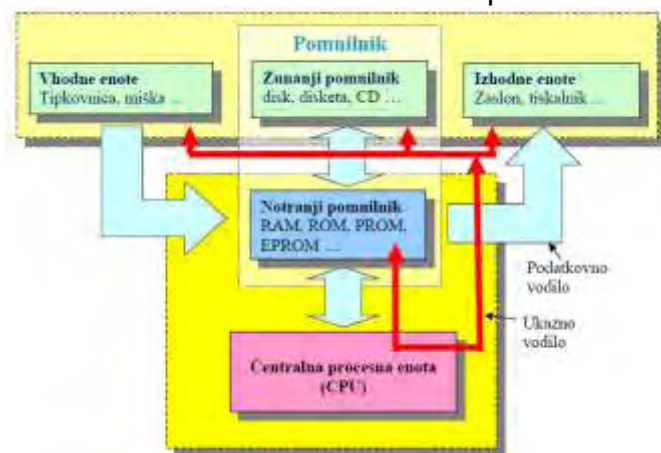 Pomnilnik
Vhodne enote
Tipkovnica, miška ...
Zunanji pomnilnik
disk, disketa, CD ...
Izhodne enote
Zaslon, tiskalnik ...
Notranji pomnilnik
RAM, ROM, PROM,
EPROM ...
Podatkovno
vodilo
Ukazno
vodilo
Centralna procesna enota
(CPU)